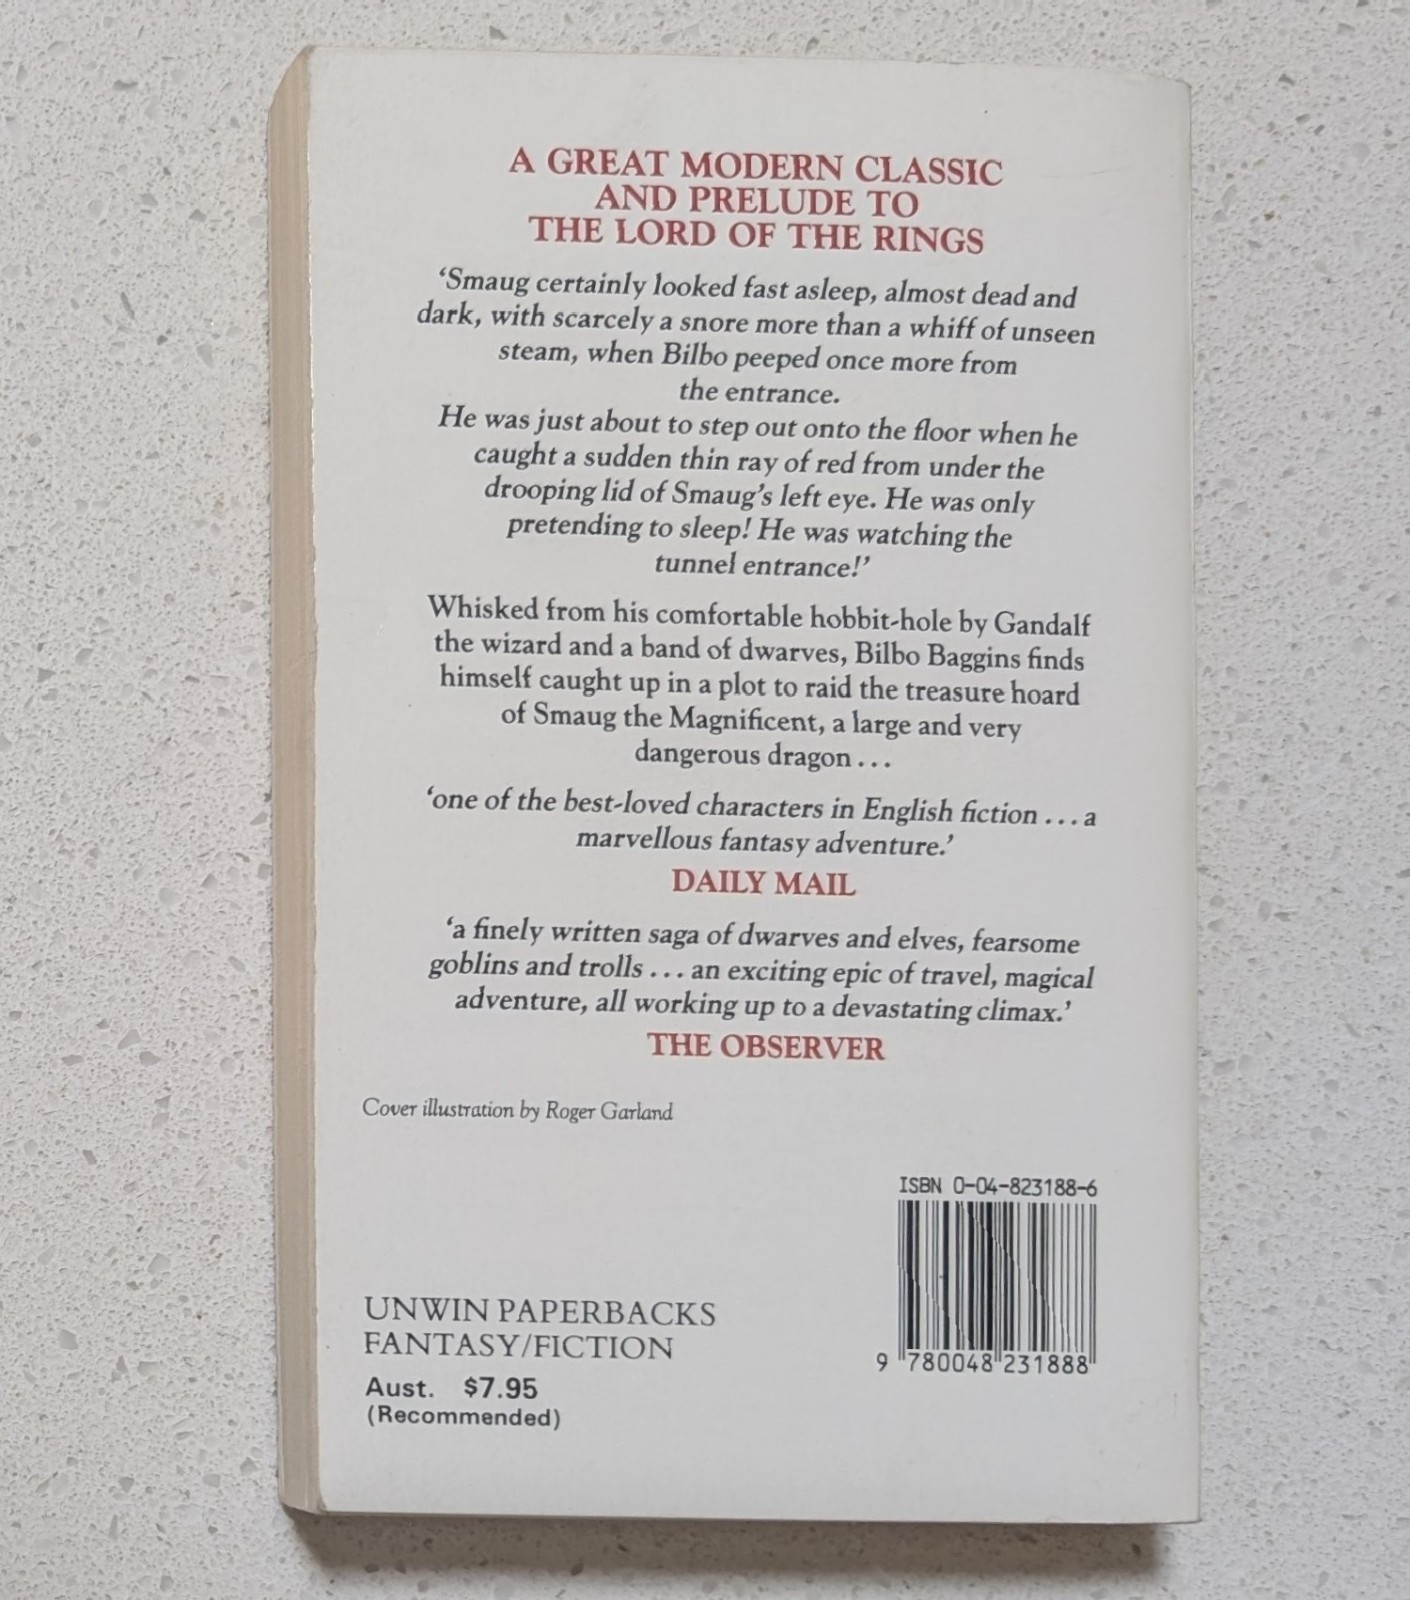 A GREAT MODERN CLASSIC
AND PRELUDE TO
THE LORD OF THE RINGS
‘Smaug certainly looked fast asleep, almost dead and
dark, with scarcely a snore more than a whiff of unseen
steam, when Bilbo peeped once more from
the entrance.
He was just about to step out onto the floor when he
caught a sudden thin ray of red from under the
drooping lid of Smaug’s left eye. He was only
pretending to sleep! He was watching the
tunnel entrance!’
Whisked from his comfortable hobbit-hole by Gandalf
the wizard and a band of dwarves, Bilbo Baggins finds
himself caught up in a plot to raid the treasure hoard
of Smaug the Magnificent, a large and very
dangerous dragon . . .
‘one of the best-loved characters in English fiction . . . a
marvellous fantasy adventure.’
DAILY MAIL
‘a finely written saga of dwarves and elves, fearsome
goblins and trolls . . . an exciting epic of travel, magical
adventure, all working up to a devastating climax.’
THE OBSERVER
Cover illustration by Roger Garland
ISBN 0-04-823188-6
9 780048 231888
UNWIN PAPERBACKS
FANTASY/FICTION
Aust. $7.95
(Recommended)